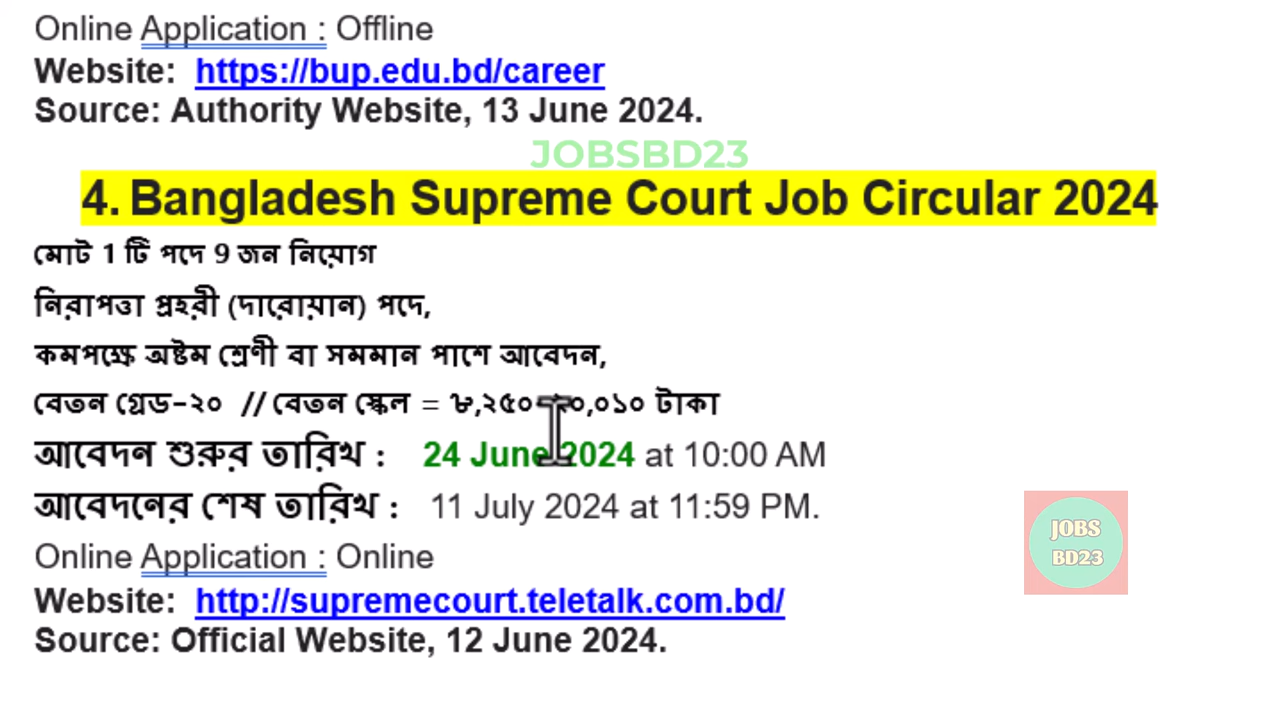 Online Application : Offline
Website: https://bup.edu.bd/career
Source: Authority Website, 13 June 2024.
JOBSBD23
4. Bangladesh Supreme Court Job Circular 2024
মোট 1 টি পদে 9 জন নিয়োগ
নিরাপত্তা প্রহরী (দারোয়ান) পদে,
কমপক্ষে অষ্টম শ্রেণী বা সমমান পাশে আবেদন,
বেতন গ্রেড-২০ // বেতন স্কেল = ৮,২৫০-২০,০১০ টাকা
আবেদন শুরুর তারিখ : 24 June 2024 at 10:00 AM
আবেদনের শেষ তারিখ : 11 July 2024 at 11:59 PM.
JOBS
BD23
Online Application : Online
Website: http://supremecourt.teletalk.com.bd/
Source: Official Website, 12 June 2024.